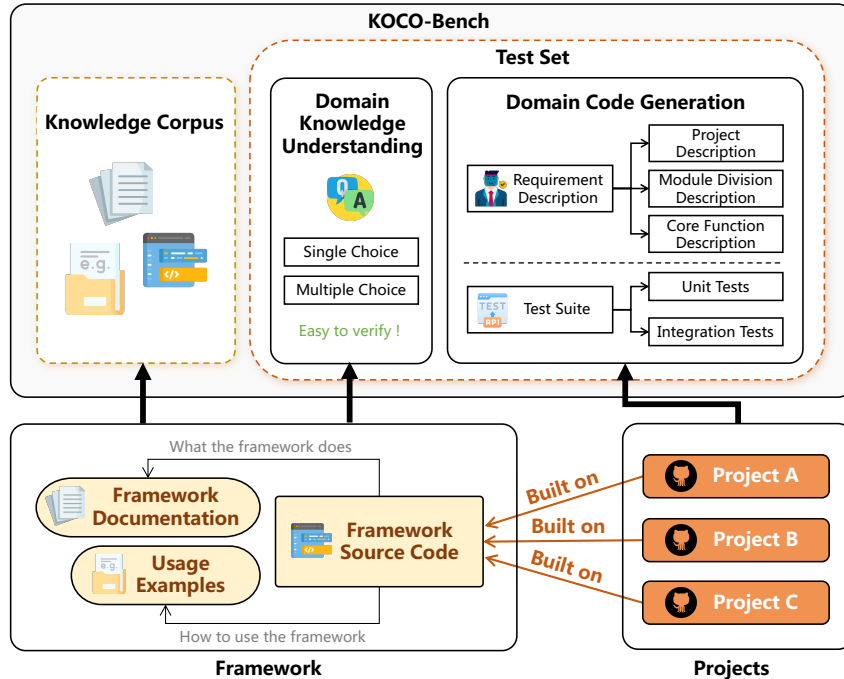 KOCO-Bench
Test Set
Knowledge Corpus
e.g.
</>
Domain
Knowledge
Understanding
Q
A
Single Choice
Multiple Choice
Easy to verify !
Domain Code Generation
Requirement
Description
Project
Description
Module Division
Description
Core Function
Description
TEST
API
Test Suite
Unit Tests
Integration Tests
What the framework does
Framework
Documentation
e.g.
Usage
Examples
</>
Framework
Source Code
How to use the framework
Framework
Built on
Built on
Built on
Project A
Project B
Project C
Projects